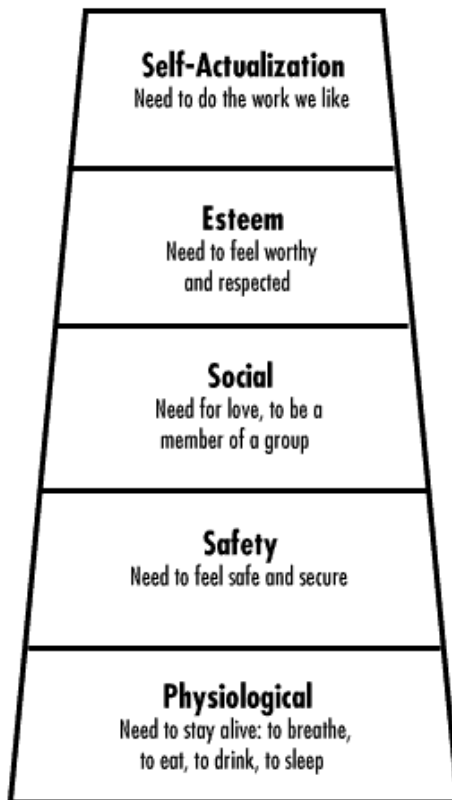 Self-Actualization
Need to do the work we like
Esteem
Need to feel worthy
and respected
Social
Need for love, to be a
member of a group
Safety
Need to feel safe and secure
Physiological
Need to stay alive: to breathe,
to eat, to drink, to sleep